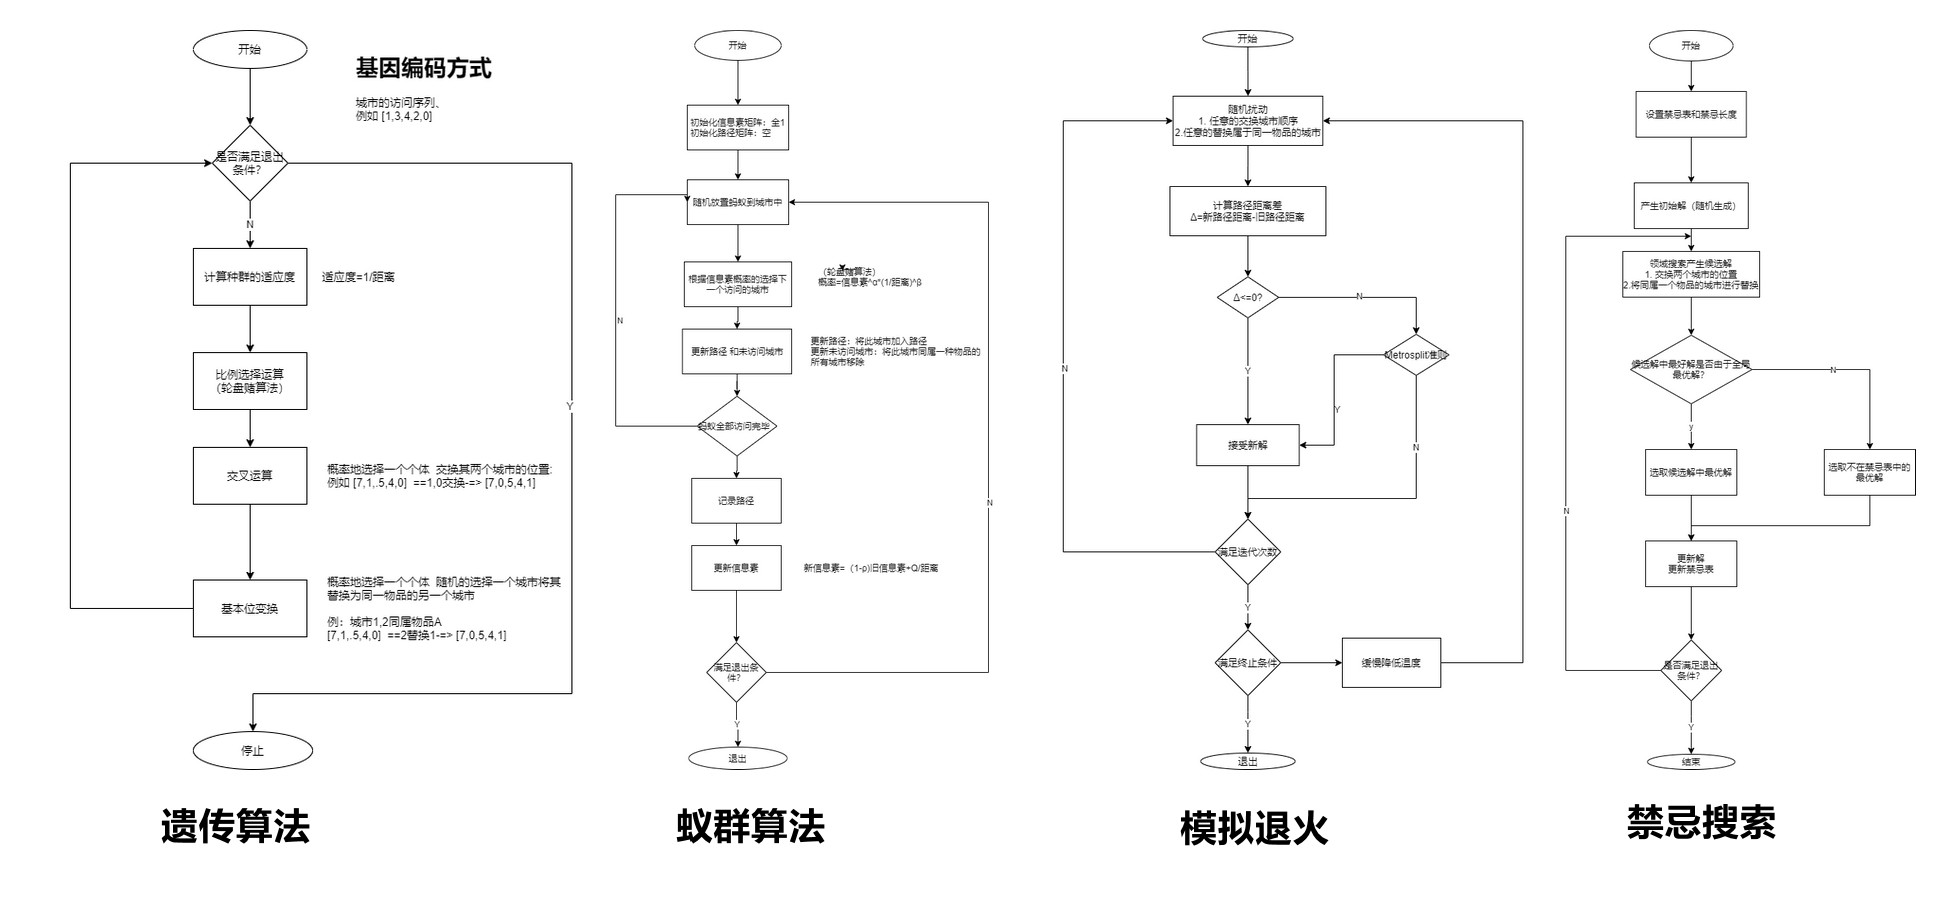 开始
基因编码方式
城市的访问序列、
例如 [1,3,4,2,0]
是否满足退出
条件?
N
计算种群的适应度
适应度=1/距离
比例选择运算
（轮盘赌算法）
Y
交叉运算
概率地选择一个个体 交换其两个城市的位置:
例如 [7,1,.5,4,0] ==1,0交换-=> [7,0,5,4,1]
基本位变换
概率地选择一个个体 随机的选择一个城市将其
替换为同一物品的另一个城市
例：城市1,2同属物品A
[7,1,.5,4,0] ==2替换1-=> [7,0,5,4,1]
停止
遗传算法
开始
初始化信息素矩阵：全1
初始化路径矩阵：空
随机放置蚂蚁到城市中
根据信息素概率的选择下
一个访问的城市
（轮盘赌算法）
概率=信息素^α*(1/距离)^β
N
更新路径 和未访问城市
更新路径：将此城市加入路径
更新未访问城市：将此城市同属一种物品的
所有城市移除
蚂蚁全部访问完毕
记录路径
N
更新信息素
新信息素=（1-ρ)旧信息素+Q/距离
满足退出条
件?
Y
退出
蚁群算法
开始
随机扰动
1. 任意的交换城市顺序
2.任意的替换属于同一物品的城市
计算路径距离差
Δ=新路径距离-旧路径距离
Δ<=0?
N
Metrosplit准则
N
Y
Y
接受新解
N
满足迭代次数
Y
满足终止条件
缓慢降低温度
Y
退出
模拟退火
开始
设置禁忌表和禁忌长度
产生初始解（随机生成）
领域搜索产生候选解
1. 交换两个城市的位置
2.将同属一个物品的城市进行替换
候选解中最好解是否由于全局
最优解?
N
y
选取候选解中最优解
选取不在禁忌表中的
最优解
N
更新解
更新禁忌表
是否满足退出
条件?
Y
结束
禁忌搜索